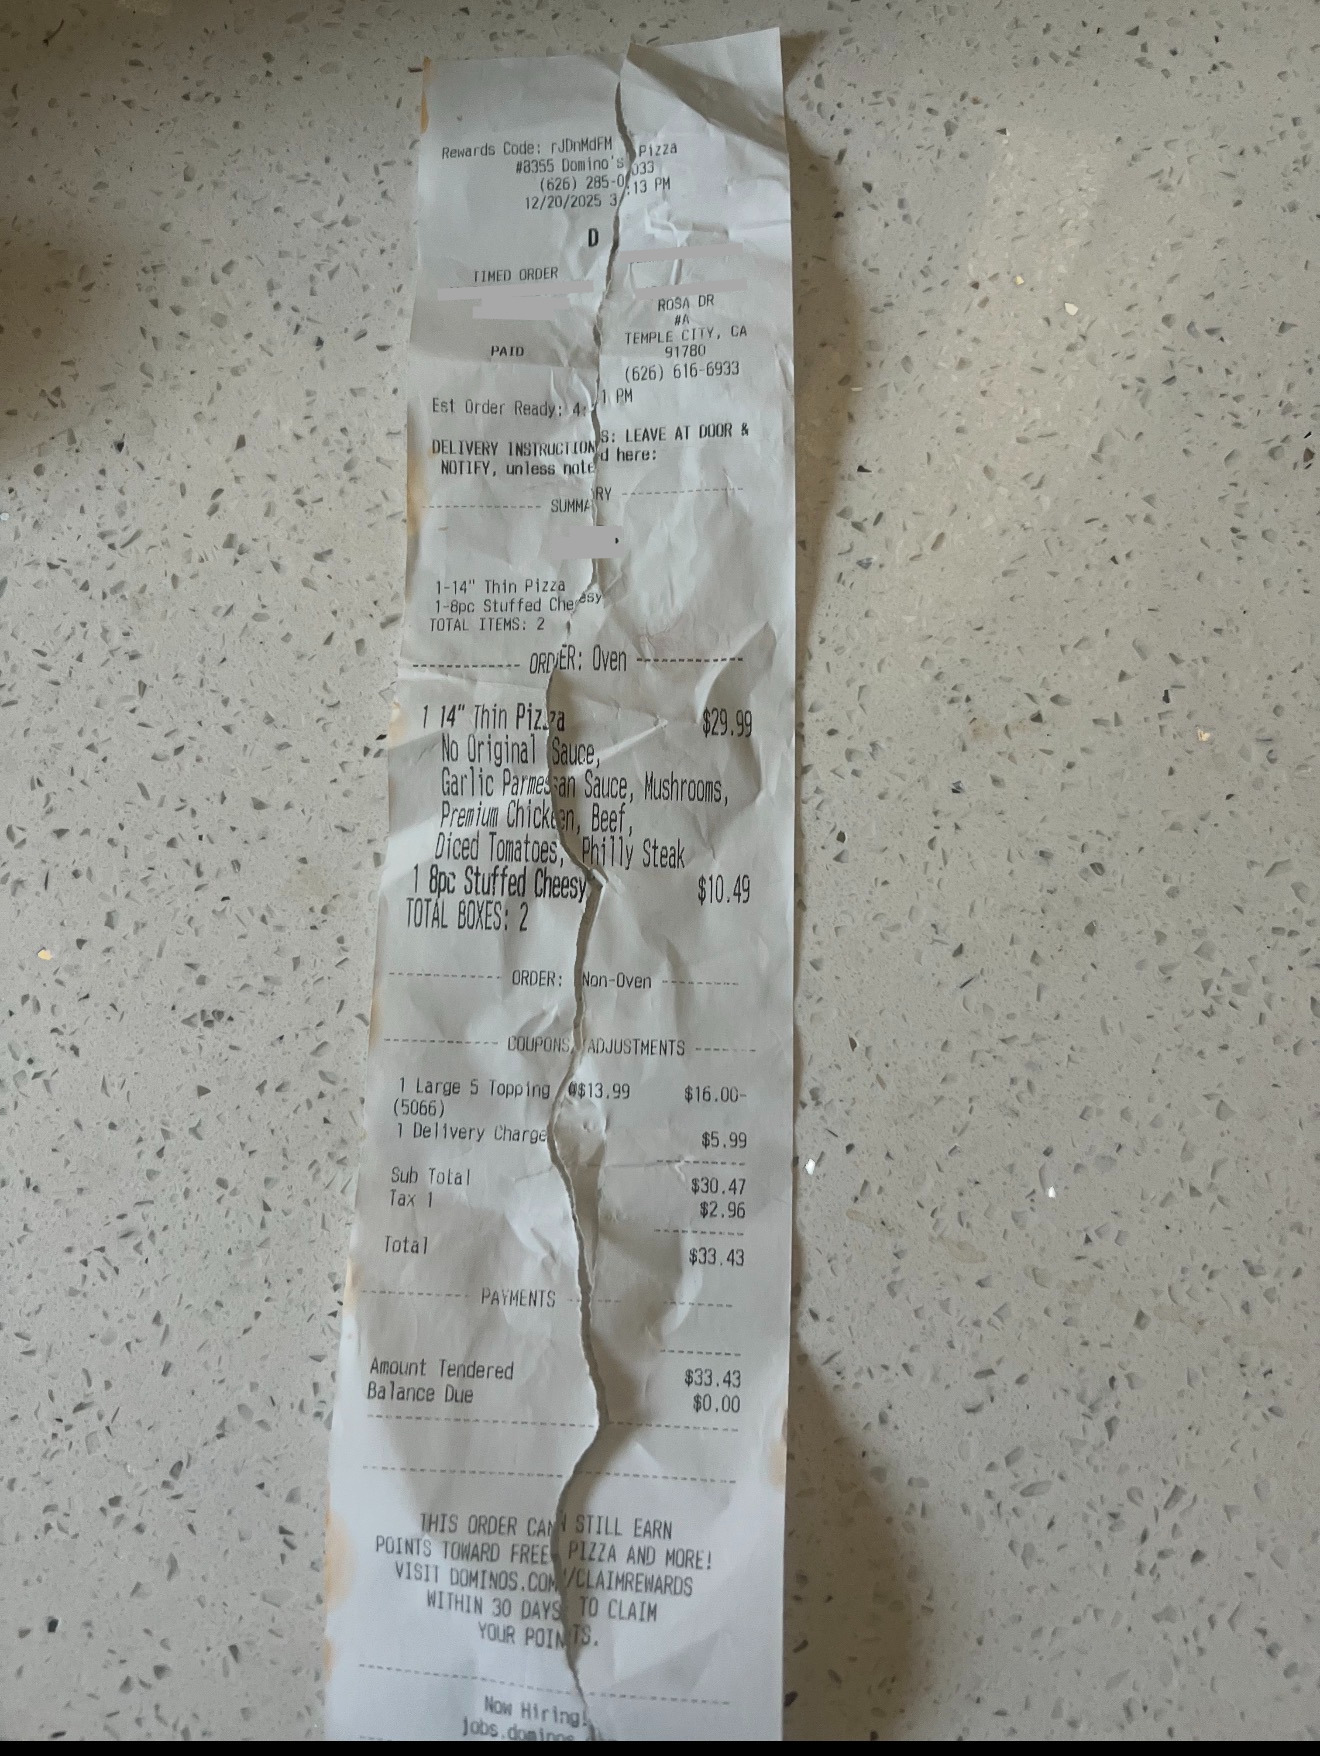 Rewards Code: rJDnMdFM
#8355 Domino's Pizza
(626) 285-0033
12/20/2025 3:13 PM
D
TIMED ORDER
ROSA DR
#A
TEMPLE CITY, CA
PAID 91780
(626) 616-6933
Est Order Ready: 4: 1 PM
DELIVERY INSTRUCTIONS: LEAVE AT DOOR &
NOTIFY, unless noted here:
---------- SUMMARY ----------
1-14" Thin Pizza
1-8pc Stuffed Cheesy
TOTAL ITEMS: 2
---------- ORDER: Oven ----------
1 14" Thin Pizza $29.99
No Original Sauce,
Garlic Parmesan Sauce, Mushrooms,
Premium Chicken, Beef,
Diced Tomatoes, Philly Steak
1 8pc Stuffed Cheesy $10.49
TOTAL BOXES: 2
---------- ORDER: Non-Oven ----------
---------- COUPONS/ADJUSTMENTS ----------
1 Large 5 Topping @$13.99 $16.00-
(5066)
1 Delivery Charge $5.99
Sub Total $30.47
Tax 1 $2.96
Total $33.43
---------- PAYMENTS ----------
Amount Tendered $33.43
Balance Due $0.00
THIS ORDER CAN STILL EARN
POINTS TOWARD FREE PIZZA AND MORE!
VISIT DOMINOS.COM/CLAIMREWARDS
WITHIN 30 DAYS TO CLAIM
YOUR POINTS.
Now Hiring!
jobs.dominos